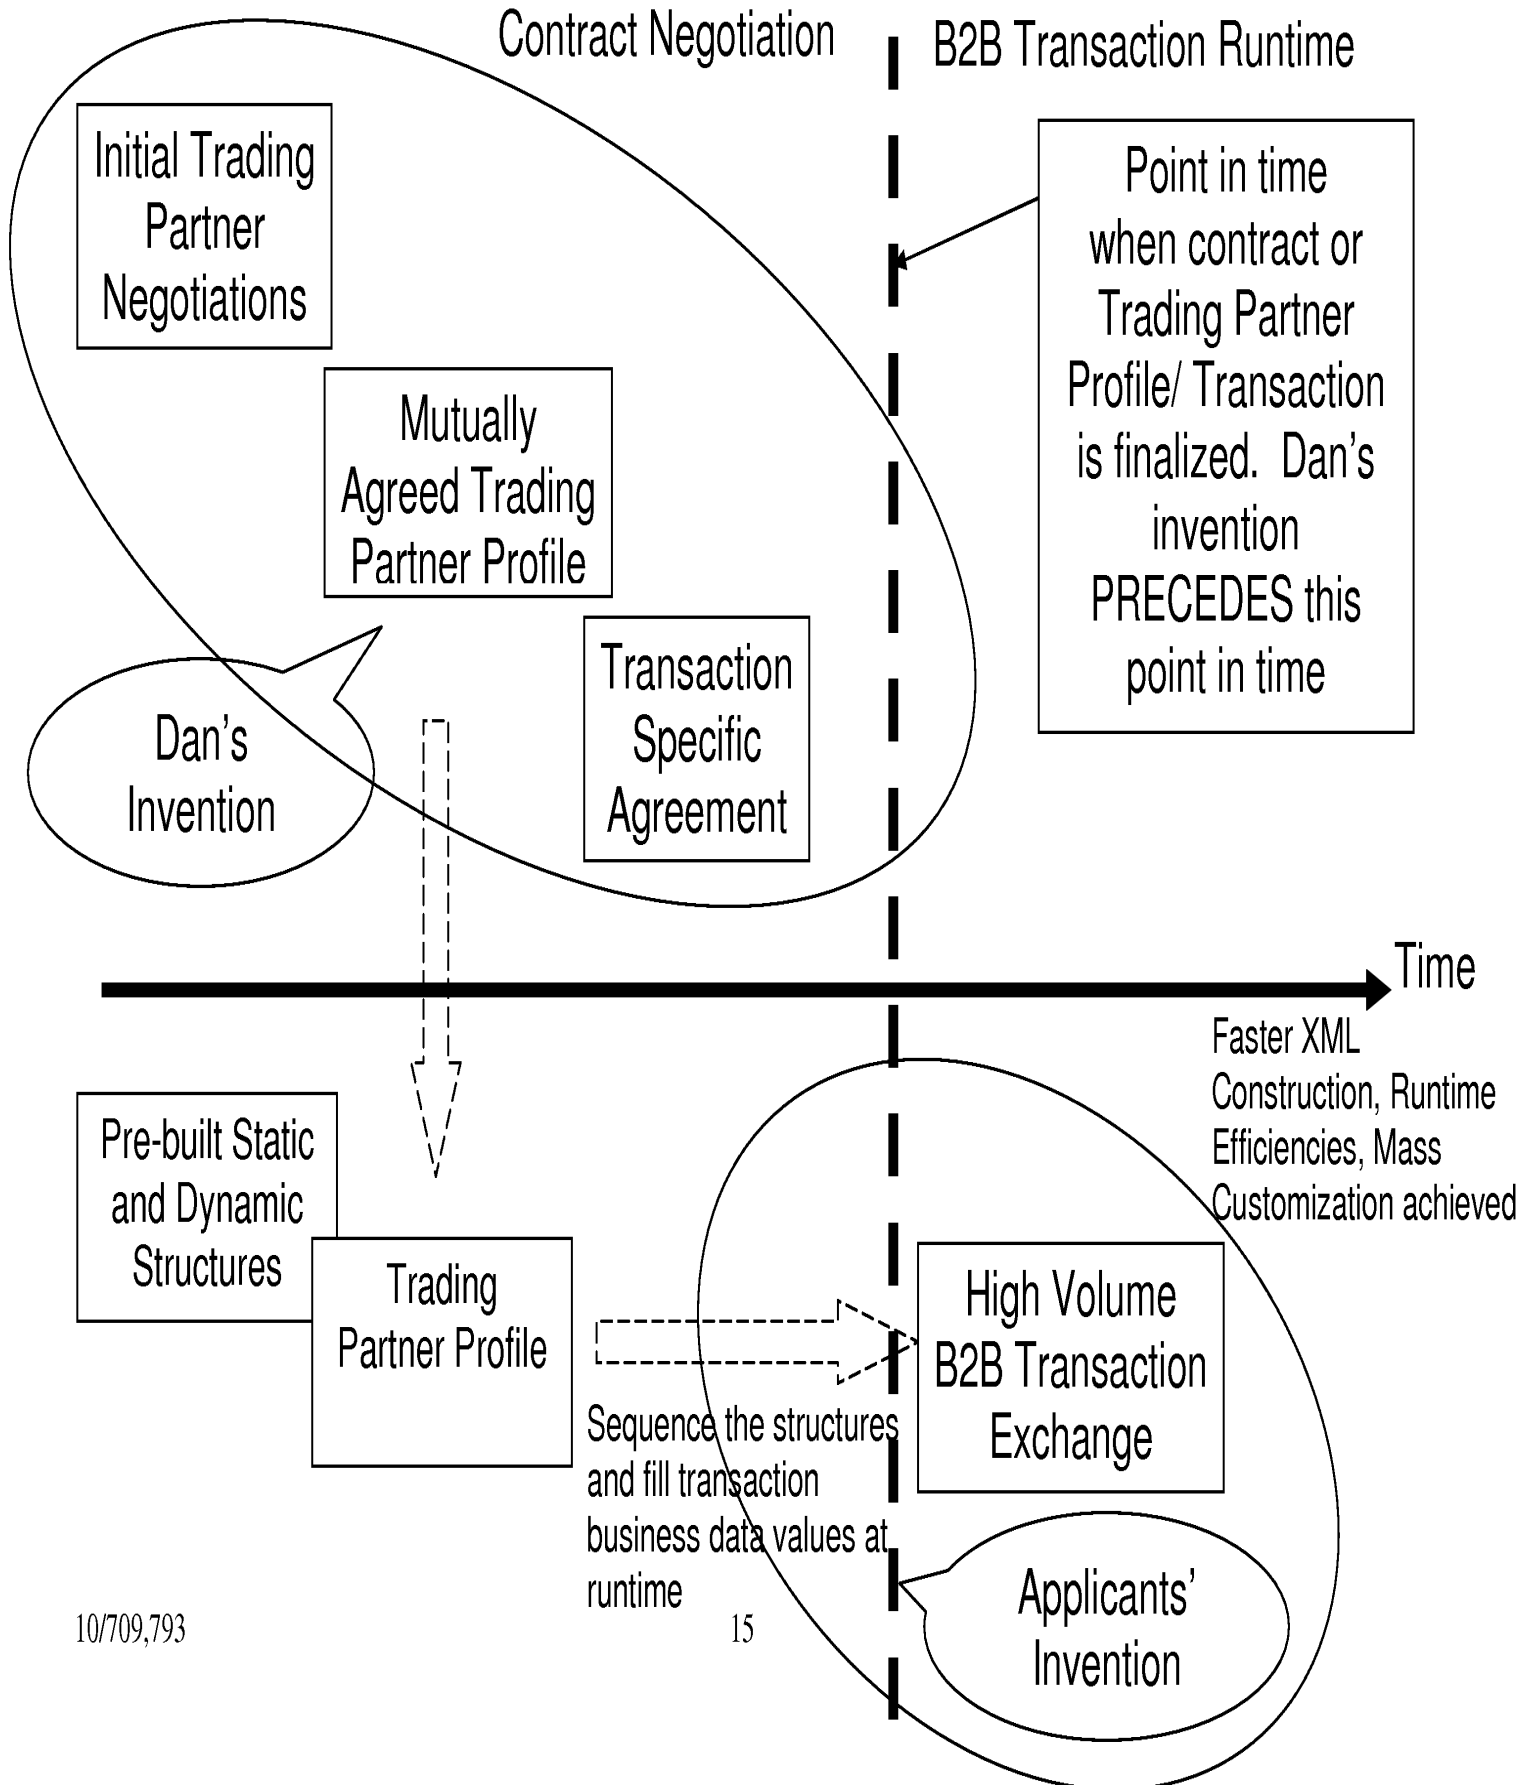 Contract Negotiation
B2B Transaction Runtime
Initial Trading
Partner
Negotiations
Point in time
when contract or
Trading Partner
Profile/ Transaction
is finalized.  Dan's
invention
PRECEDES this
point in time
Mutually
Agreed Trading
Partner Profile
Transaction
Specific
Agreement
Dan's
Invention
Time
Faster XML
Construction, Runtime
Efficiencies, Mass
Customization achieved
Pre-built Static
and Dynamic
Structures
Trading
Partner Profile
High Volume
B2B Transaction
Exchange
Sequence the structures
and fill transaction
business data values at
runtime
Applicants'
Invention
10/709,793
15